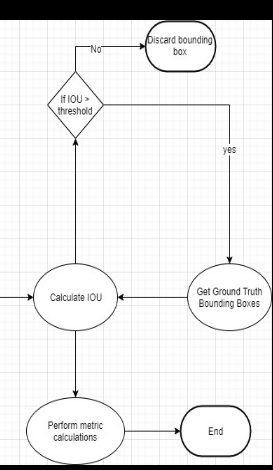 Discard bounding
box
No
If IOU >
threshold
yes
Calculate IOU
Get Ground Truth
Bounding Boxes
Perform metric
calculations
End